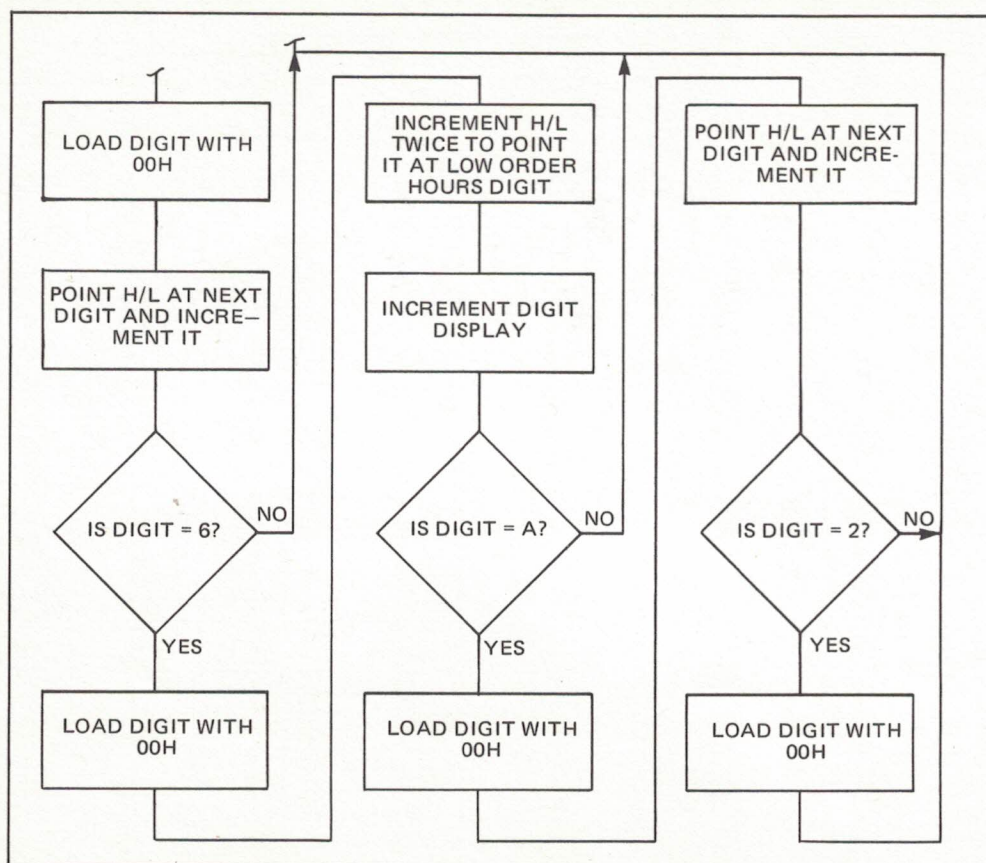 LOAD DIGIT WITH
00H
POINT H/L AT NEXT
DIGIT AND INCRE–
MENT IT
IS DIGIT = 6?
NO
YES
LOAD DIGIT WITH
00H
INCREMENT H/L
TWICE TO POINT
IT AT LOW ORDER
HOURS DIGIT
INCREMENT DIGIT
DISPLAY
IS DIGIT = A?
NO
YES
LOAD DIGIT WITH
00H
POINT H/L AT NEXT
DIGIT AND INCRE-
MENT IT
IS DIGIT = 2?
NO
YES
LOAD DIGIT WITH
00H